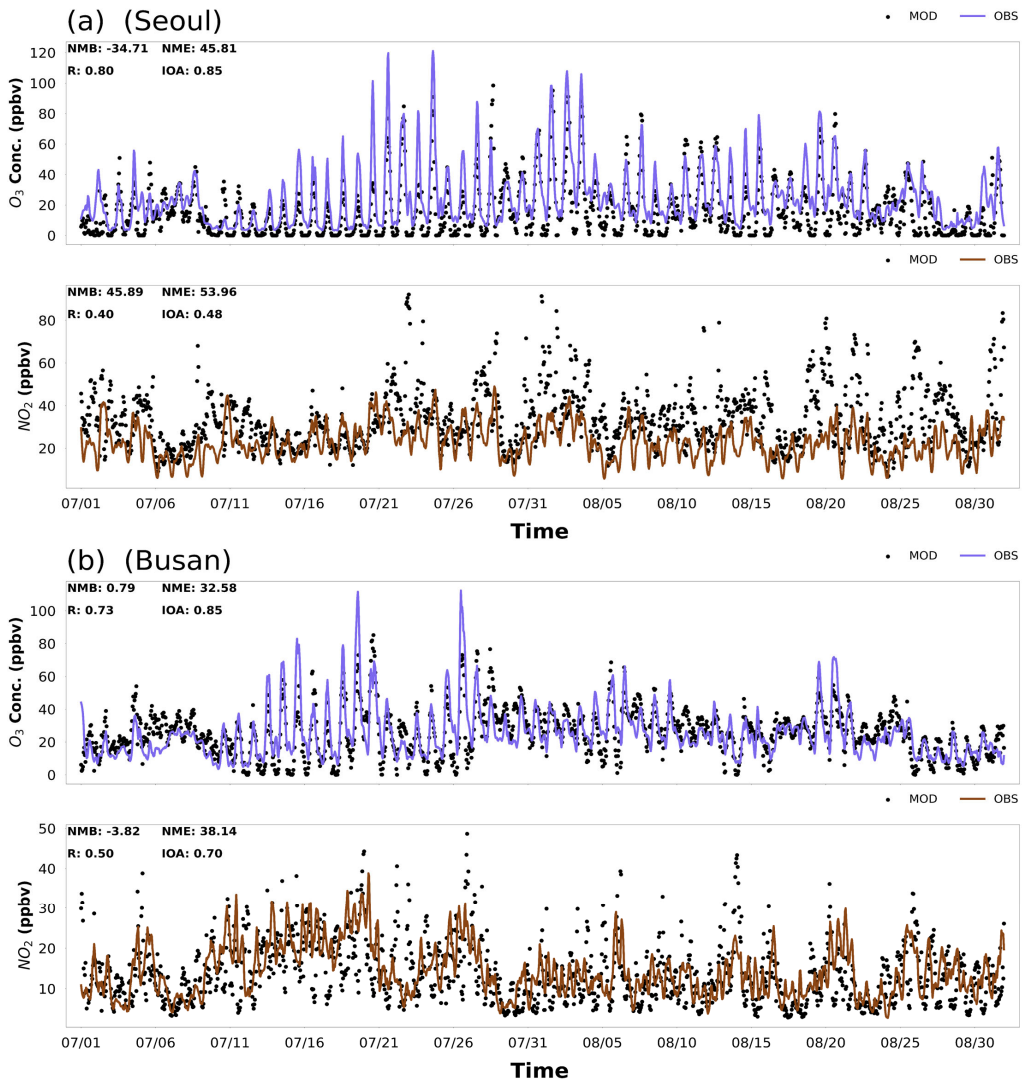 (a) (Seoul)
MOD OBS
NMB: -34.71 NME: 45.81
R: 0.80 IOA: 0.85
O3 Conc. (ppbv)
120
100
80
60
40
20
0
MOD OBS
NMB: 45.89 NME: 53.96
R: 0.40 IOA: 0.48
NO2 (ppbv)
80
60
40
20
07/01 07/06 07/11 07/16 07/21 07/26 07/31 08/05 08/10 08/15 08/20 08/25 08/30
Time
(b) (Busan)
MOD OBS
NMB: 0.79 NME: 32.58
R: 0.73 IOA: 0.85
O3 Conc. (ppbv)
100
80
60
40
20
0
MOD OBS
NMB: -3.82 NME: 38.14
R: 0.50 IOA: 0.70
NO2 (ppbv)
50
40
30
20
10
07/01 07/06 07/11 07/16 07/21 07/26 07/31 08/05 08/10 08/15 08/20 08/25 08/30
Time